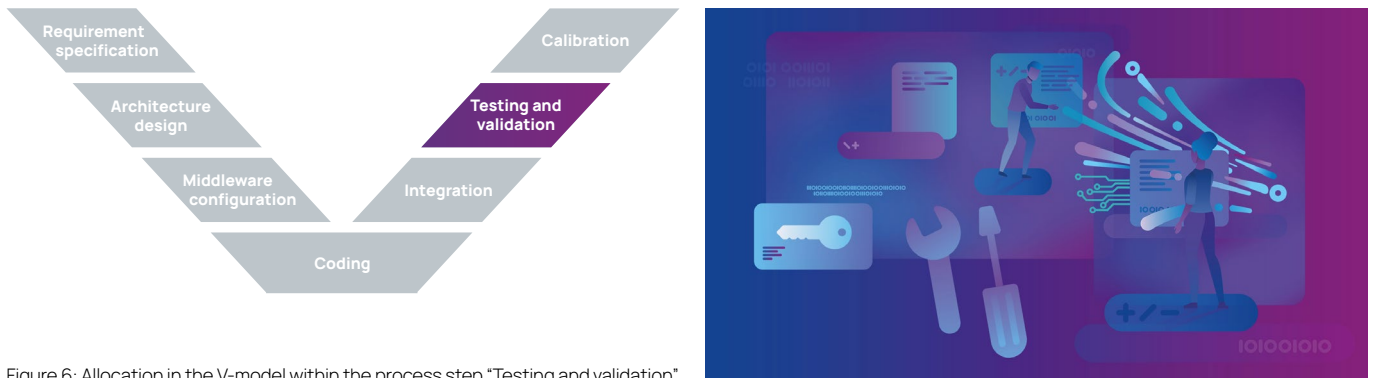 Requirement
specification
Architecture
design
Middleware
configuration
Coding
Integration
Testing and
validation
Calibration
Figure 6: Allocation in the V-model within the process step “Testing and validation”
+/−
+/−
10100101010